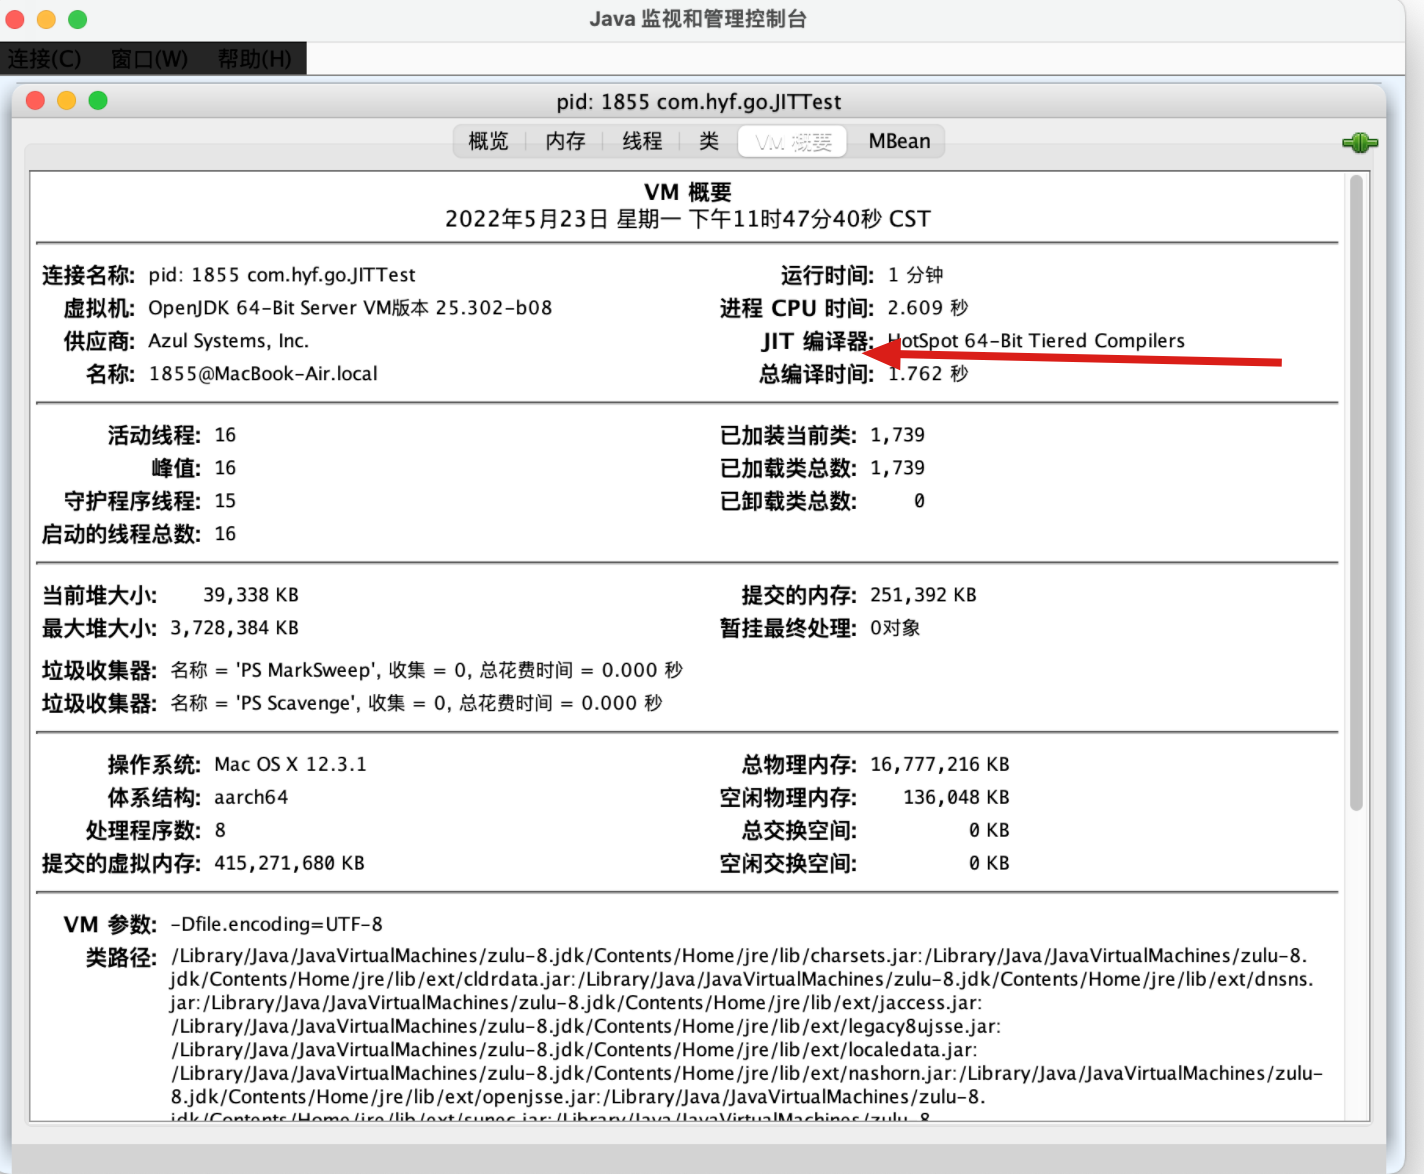 Java 监视和管理控制台
连接(C) 窗口(W) 帮助(H)
pid: 1855 com.hyf.go.JITTest
概览 内存 线程 类 VM 概要 MBean
VM 概要
2022年5月23日 星期一 下午11时47分40秒 CST
连接名称: pid: 1855 com.hyf.go.JITTest 运行时间: 1 分钟
虚拟机: OpenJDK 64-Bit Server VM版本 25.302-b08 进程 CPU 时间: 2.609 秒
供应商: Azul Systems, Inc. JIT 编译器: HotSpot 64-Bit Tiered Compilers
名称: 1855@MacBook-Air.local 总编译时间: 1.762 秒
活动线程: 16 已加装当前类: 1,739
峰值: 16 已加载类总数: 1,739
守护程序线程: 15 已卸载类总数: 0
启动的线程总数: 16
当前堆大小: 39,338 KB 提交的内存: 251,392 KB
最大堆大小: 3,728,384 KB 暂挂最终处理: 0对象
垃圾收集器: 名称 = 'PS MarkSweep', 收集 = 0, 总花费时间 = 0.000 秒
垃圾收集器: 名称 = 'PS Scavenge', 收集 = 0, 总花费时间 = 0.000 秒
操作系统: Mac OS X 12.3.1 总物理内存: 16,777,216 KB
体系结构: aarch64 空闲物理内存: 136,048 KB
处理程序数: 8 总交换空间: 0 KB
提交的虚拟内存: 415,271,680 KB 空闲交换空间: 0 KB
VM 参数: -Dfile.encoding=UTF-8
类路径: /Library/Java/JavaVirtualMachines/zulu-8.jdk/Contents/Home/jre/lib/charsets.jar:/Library/Java/JavaVirtualMachines/zulu-8.
jdk/Contents/Home/jre/lib/ext/cldrdata.jar:/Library/Java/JavaVirtualMachines/zulu-8.jdk/Contents/Home/jre/lib/ext/dnsns.
jar:/Library/Java/JavaVirtualMachines/zulu-8.jdk/Contents/Home/jre/lib/ext/jaccess.jar:
/Library/Java/JavaVirtualMachines/zulu-8.jdk/Contents/Home/jre/lib/ext/legacy8ujsse.jar:
/Library/Java/JavaVirtualMachines/zulu-8.jdk/Contents/Home/jre/lib/ext/localedata.jar:
/Library/Java/JavaVirtualMachines/zulu-8.jdk/Contents/Home/jre/lib/ext/nashorn.jar:/Library/Java/JavaVirtualMachines/zulu-
8.jdk/Contents/Home/jre/lib/ext/openjsse.jar:/Library/Java/JavaVirtualMachines/zulu-8.
jdk/Contents/Home/jre/lib/ext/sunec.jar:/Library/Java/JavaVirtualMachines/zulu-8.